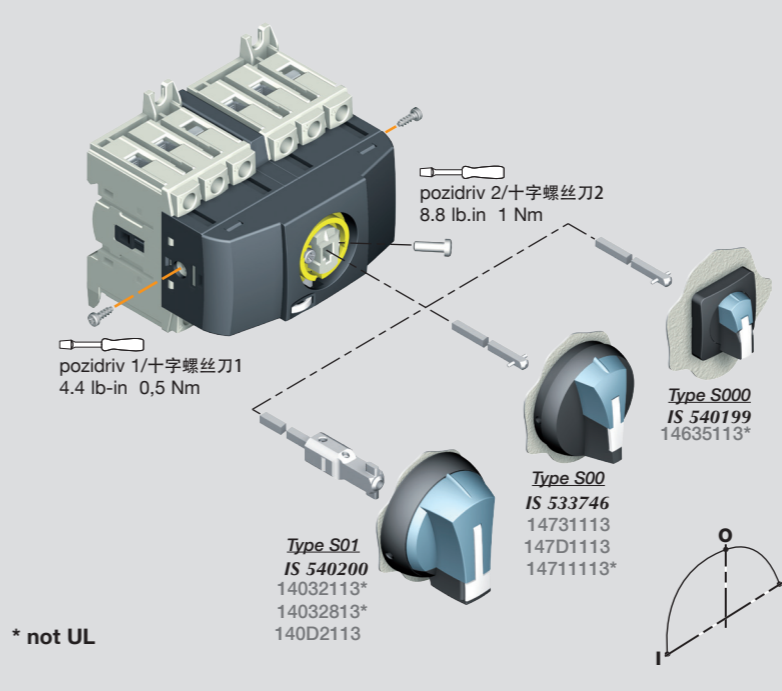 pozidriv 2/十字螺丝刀2
8.8 lb.in 1 Nm
pozidriv 1/十字螺丝刀1
4.4 lb-in 0,5 Nm
Type S000
IS 540199
14635113*
Type S00
IS 533746
14731113
147D1113
14711113*
Type S01
IS 540200
14032113*
14032813*
140D2113
* not UL
O
I